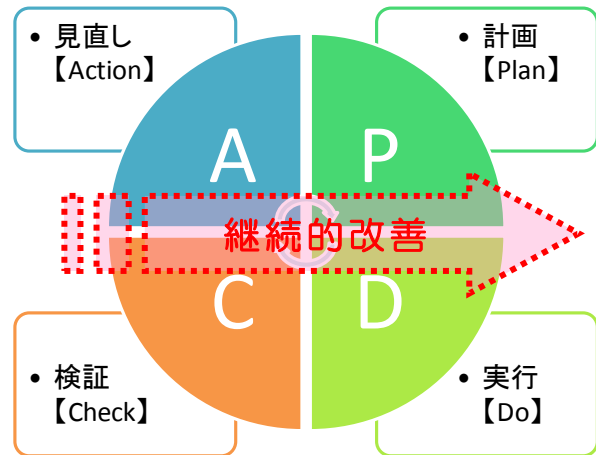 • 見直し
【Action】
• 計画
【Plan】
A
P
継続的改善
C
D
• 検証
【Check】
• 実行
【Do】